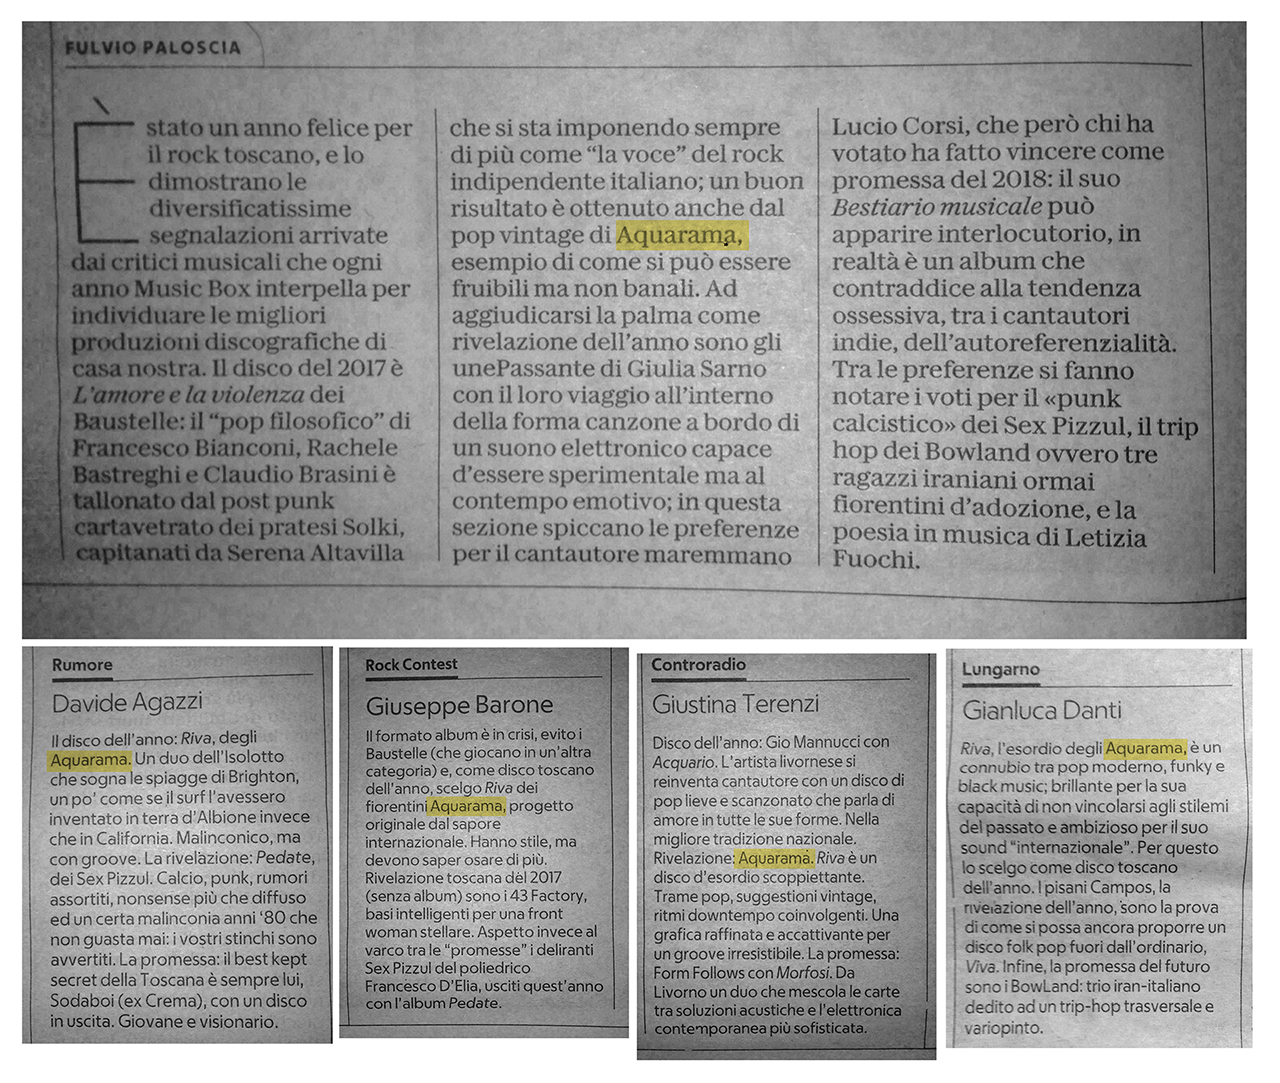 FULVIO PALOSCIA
È stato un anno felice per
il rock toscano, e lo
dimostrano le
diversificatissime
segnalazioni arrivate
dai critici musicali che ogni
anno Music Box interpella per
individuare le migliori
produzioni discografiche di
casa nostra. Il disco del 2017 è
L'amore e la violenza dei
Baustelle: il "pop filosofico" di
Francesco Bianconi, Rachele
Bastreghi e Claudio Brasini è
tallonato dal post punk
cartavetrato dei pratesi Solki,
capitanati da Serena Altavilla
che si sta imponendo sempre
di più come "la voce" del rock
indipendente italiano; un buon
risultato è ottenuto anche dal
pop vintage di Aquarama,
esempio di come si può essere
fruibili ma non banali. Ad
aggiudicarsi la palma come
rivelazione dell'anno sono gli
unePassante di Giulia Sarno
con il loro viaggio all'interno
della forma canzone a bordo di
un suono elettronico capace
d'essere sperimentale ma al
contempo emotivo; in questa
sezione spiccano le preferenze
per il cantautore maremmano
Lucio Corsi, che però chi ha
votato ha fatto vincere come
promessa del 2018: il suo
Bestiario musicale può
apparire interlocutorio, in
realtà è un album che
contraddice alla tendenza
ossessiva, tra i cantautori
indie, dell'autoreferenzialità.
Tra le preferenze si fanno
notare i voti per il «punk
calcistico» dei Sex Pizzul, il trip
hop dei Bowland ovvero tre
ragazzi iraniani ormai
fiorentini d'adozione, e la
poesia in musica di Letizia
Fuochi.
Rumore
Davide Agazzi
Il disco dell'anno: Riva, degli
Aquarama. Un duo dell'Isolotto
che sogna le spiagge di Brighton,
un po' come se il surf l'avessero
inventato in terra d'Albione invece
che in California. Malinconico, ma
con groove. La rivelazione: Pedate,
dei Sex Pizzul. Calcio, punk, rumori
assortiti, nonsense più che diffuso
ed un certa malinconia anni '80 che
non guasta mai: i vostri stinchi sono
avvertiti. La promessa: il best kept
secret della Toscana è sempre lui,
Sodaboi (ex Crema), con un disco
in uscita. Giovane e visionario.
Rock Contest
Giuseppe Barone
Il formato album è in crisi, evito i
Baustelle (che giocano in un'altra
categoria) e, come disco toscano
dell'anno, scelgo Riva dei
fiorentini Aquarama, progetto
originale dal sapore
internazionale. Hanno stile, ma
devono saper osare di più.
Rivelazione toscana dèl 2017
(senza album) sono i 43 Factory,
basi intelligenti per una front
woman stellare. Aspetto invece al
varco tra le "promesse" i deliranti
Sex Pizzul del poliedrico
Francesco D'Elia, usciti quest'anno
con l'album Pedate.
Controradio
Giustina Terenzi
Disco dell'anno: Gio Mannucci con
Acquario. L'artista livornese si
reinventa cantautore con un disco di
pop lieve e scanzonato che parla di
amore in tutte le sue forme. Nella
migliore tradizione nazionale.
Rivelazione: Aquarama. Riva è un
disco d'esordio scoppiettante.
Trame pop, suggestioni vintage,
ritmi downtempo coinvolgenti. Una
grafica raffinata e accattivante per
un groove irresistibile. La promessa:
Form Follows con Morfosi. Da
Livorno un duo che mescola le carte
tra soluzioni acustiche e l'elettronica
contemporanea più sofisticata.
Lungarno
Gianluca Danti
Riva, l'esordio degli Aquarama, è un
connubio tra pop moderno, funky e
black music; brillante per la sua
capacità di non vincolarsi agli stilemi
del passato e ambizioso per il suo
sound "internazionale". Per questo
lo scelgo come disco toscano
dell'anno. I pisani Campos, la
rivelazione dell'anno, sono la prova
di come si possa ancora proporre un
disco folk pop fuori dall'ordinario,
Viva. Infine, la promessa del futuro
sono i BowLand: trio iran-italiano
dedito ad un trip-hop trasversale e
variopinto.